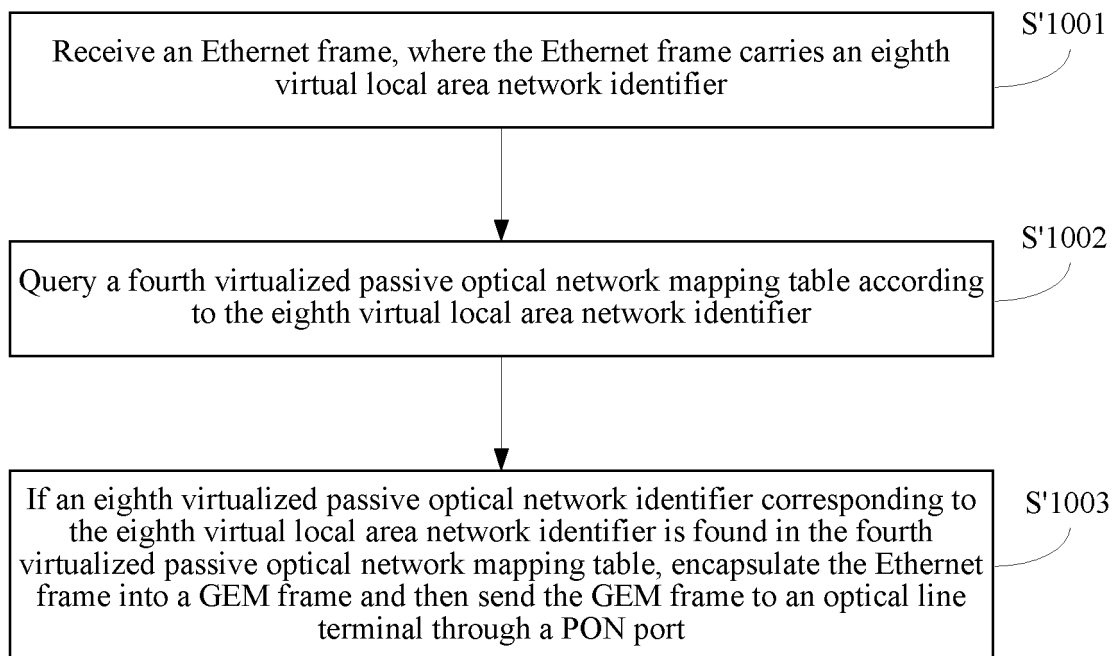 S'1001
Receive an Ethernet frame, where the Ethernet frame carries an eighth
virtual local area network identifier
S'1002
Query a fourth virtualized passive optical network mapping table according
to the eighth virtual local area network identifier
S'1003
If an eighth virtualized passive optical network identifier corresponding to
the eighth virtual local area network identifier is found in the fourth
virtualized passive optical network mapping table, encapsulate the Ethernet
frame into a GEM frame and then send the GEM frame to an optical line
terminal through a PON port